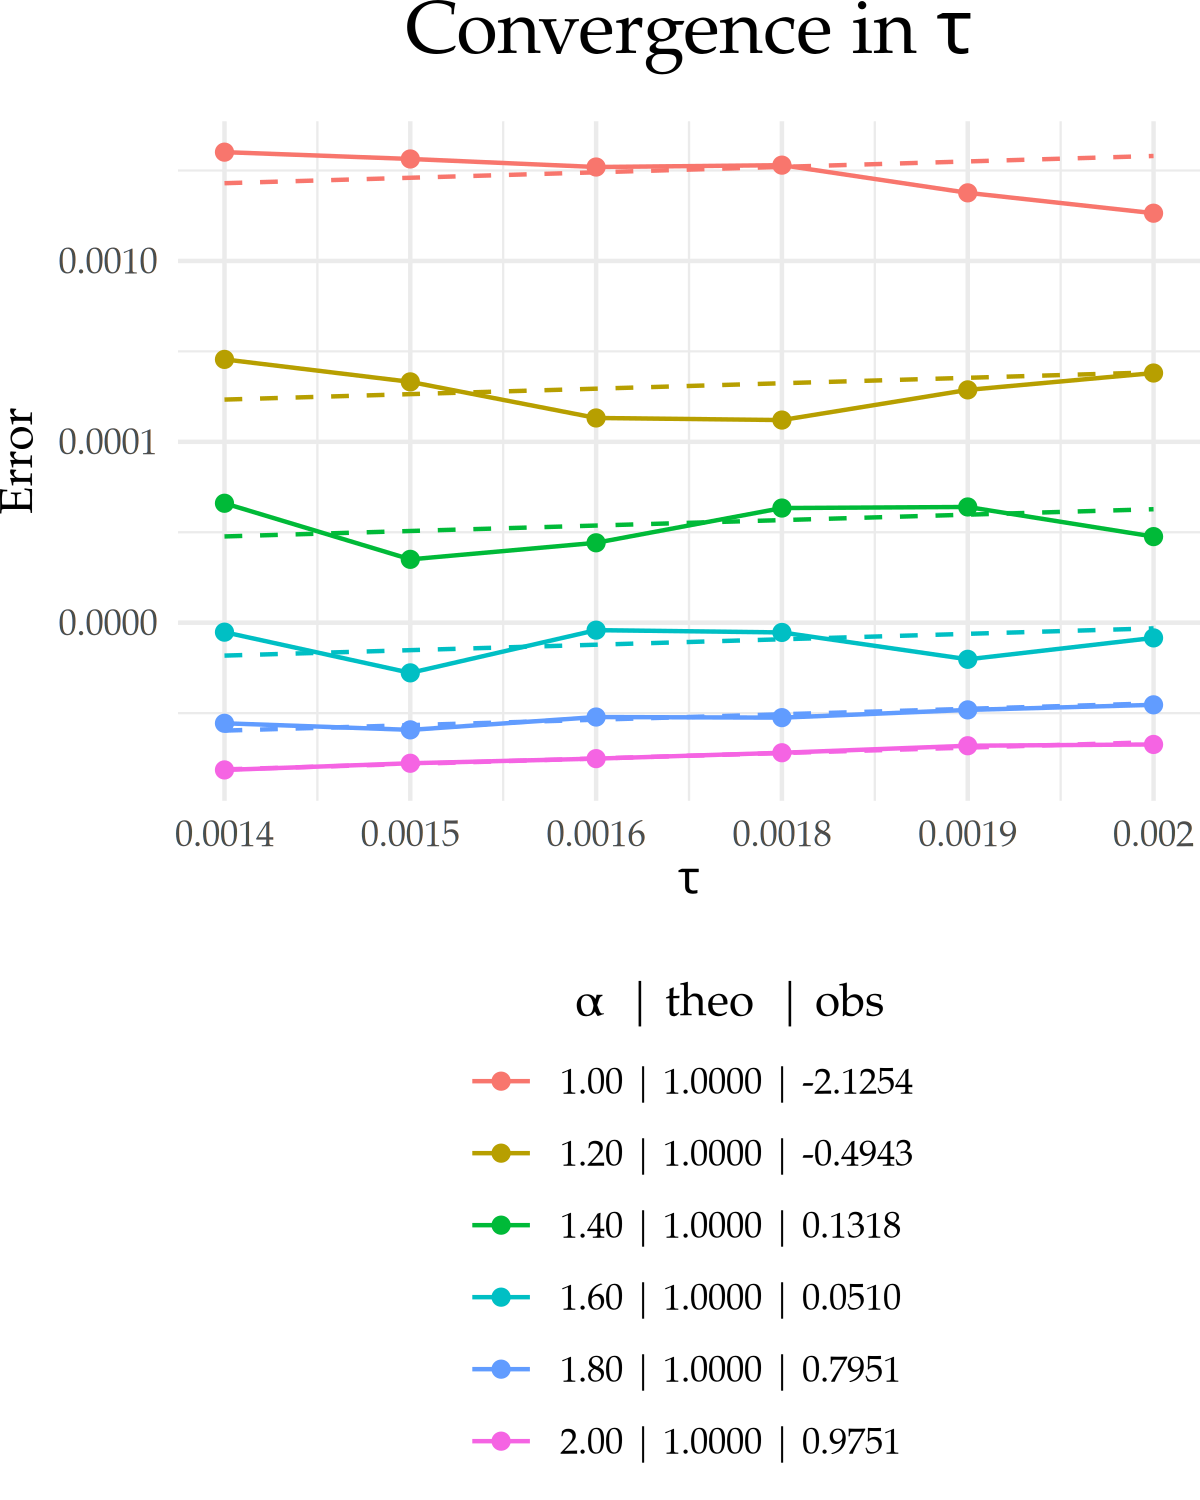 Convergence in τ
Error
0.0010
0.0001
0.0000
0.0014 0.0015 0.0016 0.0018 0.0019 0.002
τ
α | theo | obs
1.00 | 1.0000 | -2.1254
1.20 | 1.0000 | -0.4943
1.40 | 1.0000 | 0.1318
1.60 | 1.0000 | 0.0510
1.80 | 1.0000 | 0.7951
2.00 | 1.0000 | 0.9751